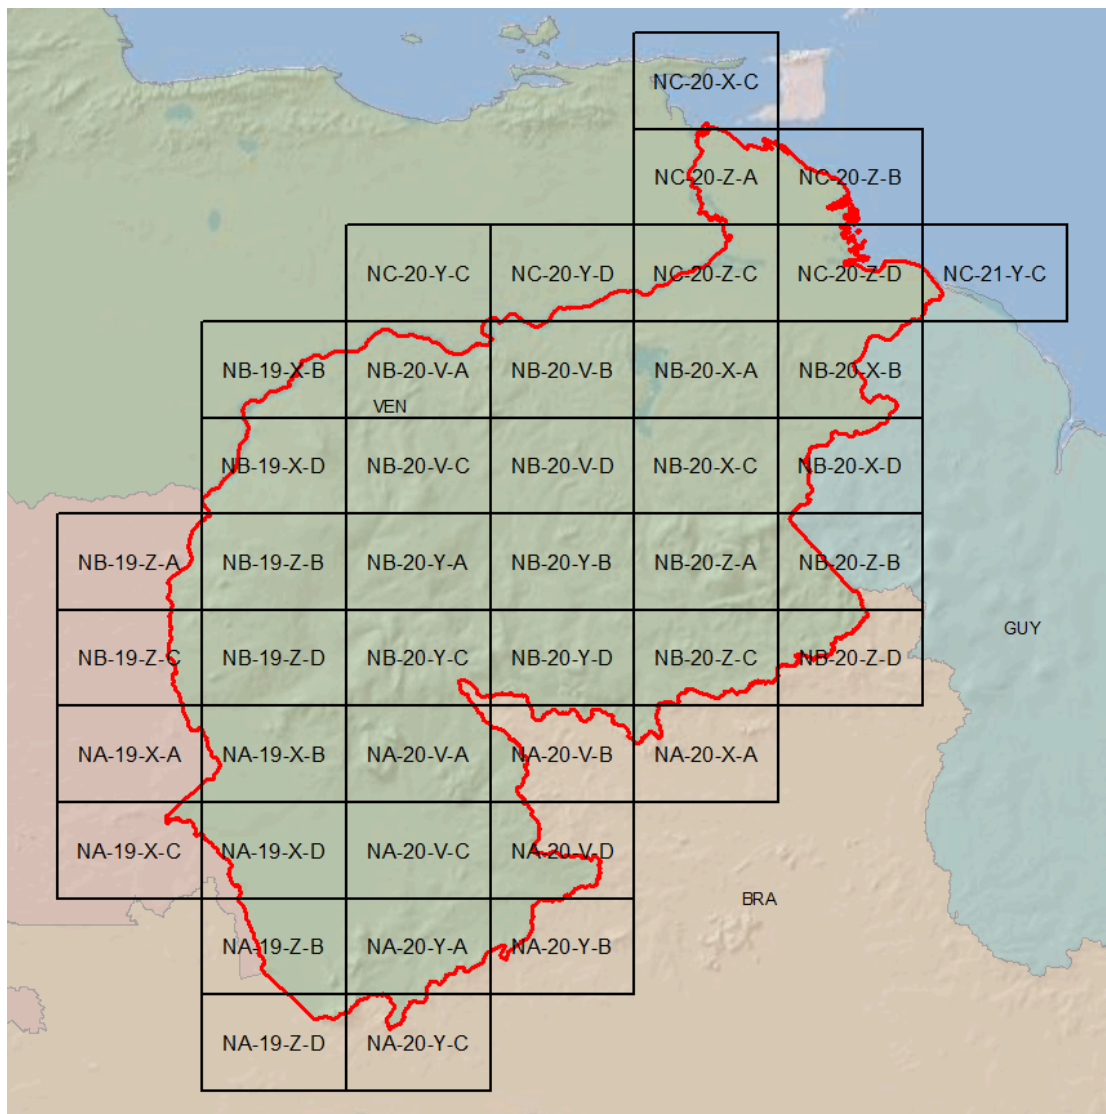 NC-20-X-C
NC-20-Z-A NC-20-Z-B
NC-20-Y-C NC-20-Y-D NC-20-Z-C NC-20-Z-D NC-21-Y-C
NB-19-X-B NB-20-V-A NB-20-V-B NB-20-X-A NB-20-X-B
VEN
NB-19-X-D NB-20-V-C NB-20-V-D NB-20-X-C NB-20-X-D
NB-19-Z-A NB-19-Z-B NB-20-Y-A NB-20-Y-B NB-20-Z-A NB-20-Z-B
GUY
NB-19-Z-C NB-19-Z-D NB-20-Y-C NB-20-Y-D NB-20-Z-C NB-20-Z-D
NA-19-X-A NA-19-X-B NA-20-V-A NA-20-V-B NA-20-X-A
NA-19-X-C NA-19-X-D NA-20-V-C NA-20-V-D
BRA
NA-19-Z-B NA-20-Y-A NA-20-Y-B
NA-19-Z-D NA-20-Y-C